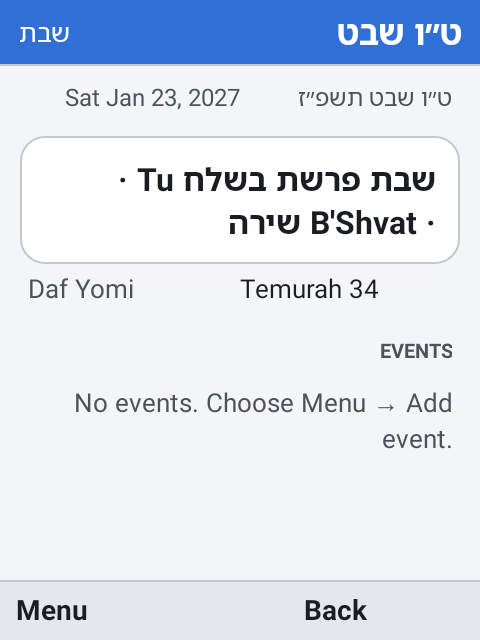 ט״ו שבט
שבת
ט״ו שבט תשפ״ז
Sat Jan 23, 2027
שבת פרשת בשלח · Tu
B'Shvat · שירה
Daf Yomi
Temurah 34
EVENTS
No events. Choose Menu → Add
event.
Menu
Back